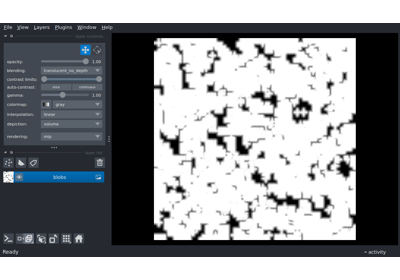 File View Layers Plugins Window Help
opacity: 1.00
blending: translucent_no_depth
contrast limits:
auto-contrast: once continuous
gamma: 1.00
colormap: gray
interpolation: linear
depiction: volume
rendering: mip
blobs
Ready activity